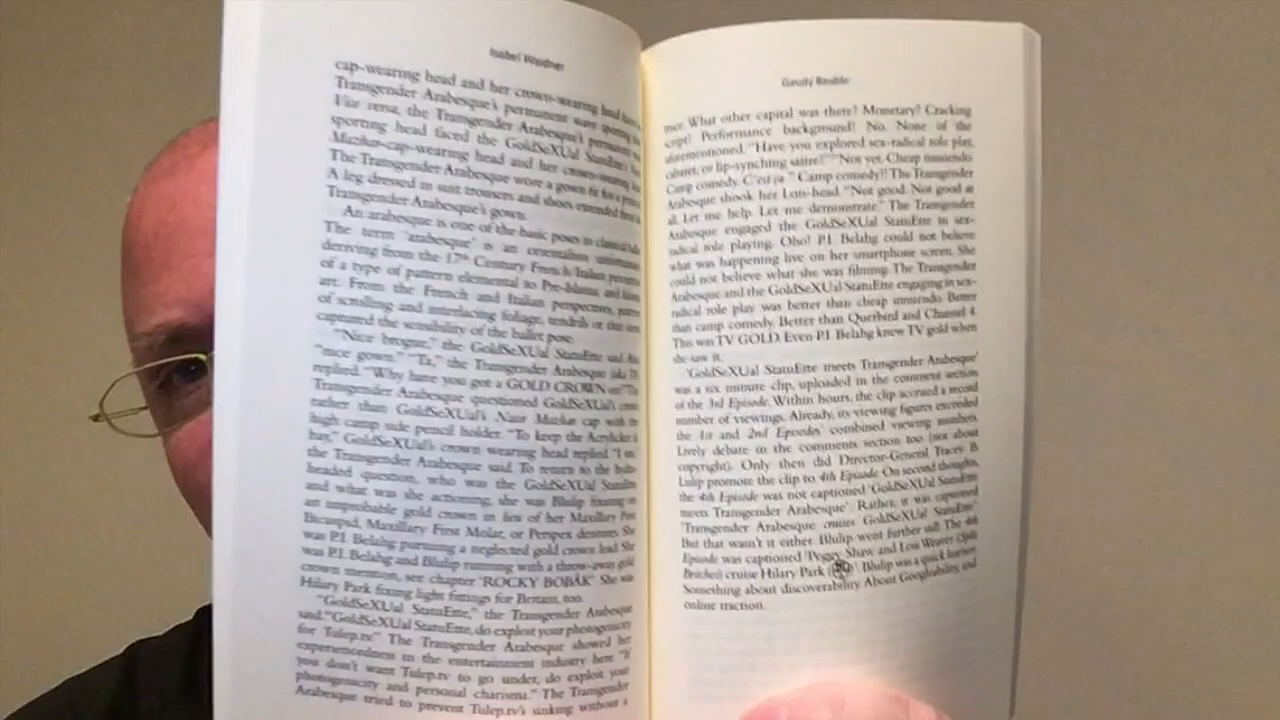 Isabel Waidner
cap-wearing head and her crown-wearing head
Transgender Arabesque's permanent wave
Vice versa, the Transgender Arabesque's permanent
sporting head faced the GoldSeXUal StatuEtte's
-cap-wearing head and her crown-wearing
The Transgender Arabesque wore a gown fit for a
A leg dressed in suit trousers and shoes extended
Transgender Arabesque's gown.
An arabesque is one of the basic poses in classical
The term 'arabesque' is an orientalism
deriving from the 17th Century French/Italian
of a type of pattern elemental to Pre-Islamic and
art. From the French and Italian perspectives,
of scrolling and interlacing foliage, tendrils or
captured the sensibility of the ballet pose.
"Nice brogue," the GoldSeXUal StatuEtte said.
"nice gown." "Ta," the Transgender Arabesque
replied. "Why have you got a GOLD CROWN on?"
Transgender Arabesque questioned GoldSeXUal's
rather than GoldSeXUal's cap with the
high camp side pencil holder. "To keep the
GoldSeXUal's crown wearing head replied. "I
the Transgender Arabesque said. To return to the
headed question, who was the GoldSeXUal StatuEtte
and what was she actioning, she was Blulip
an improbable gold crown in lieu of her Maxillary First
Bicuspid, Maxillary First Molar, or Perspex dentures. She
was P.I. Belahg pursuing a neglected gold crown lead. She
was P.I. Belahg and Blulip running with a throw-away gold
crown mention, see chapter 'ROCKY BOBÁK'. She was
Hilary Park fixing light fittings for Britain, too.
"GoldSeXUal StatuEtte," the Transgender Arabesque
said. "GoldSeXUal StatuEtte, do exploit your photogenicity
for Tulep.tv." The Transgender Arabesque showed her
experiencedness in the entertainment industry here. "If
you don't want Tulep.tv to go under, do exploit your
photogenicity and personal charisma." The Transgender
Arabesque tried to prevent Tulep.tv's sinking without a
Gaudy Bauble
What other capital was there? Monetary? Cracking
script? Performance background? No. None of the
aforementioned. "Have you explored sex-radical role play,
cabaret, or lip-synching satire?" "Not yet. Cheap innuendo.
Camp comedy. C'est ça." Camp comedy!! The Transgender
Arabesque shook her Lois-head. "Not good. Not good at
all. Let me help. Let me demonstrate." The Transgender
Arabesque engaged the GoldSeXUal StatuEtte in sex-
radical role playing. Oho! P.I. Belahg could not believe
what was happening live on her smartphone screen. She
could not believe what she was filming. The Transgender
Arabesque and the GoldSeXUal StatuEtte engaging in sex-
radical role play was better than cheap innuendo. Better
than camp comedy. Better than Querbird and Channel 4.
This was TV GOLD. Even P.I. Belahg knew TV gold when
she saw it.
'GoldSeXUal StatuEtte meets Transgender Arabesque'
was a six minute clip, uploaded in the comment section
of the 3rd Episode. Within hours, the clip accrued a record
number of viewings. Already, its viewing figures exceeded
the 1st and 2nd Episodes' combined viewing numbers.
Lively debate in the comments section too (not about
copyright). Only then did Director-General Tracey B.
Lulip promote the clip to 4th Episode. On second thoughts,
the 4th Episode was not captioned 'GoldSeXUal StatuEtte
meets Transgender Arabesque'. Rather, it was captioned
'Transgender Arabesque cruises GoldSeXUal StatuEtte'.
But that wasn't it either. Blulip went further still. The 4th
Episode was captioned 'Peggy Shaw and Lois Weaver (Split
Britches) cruise Hilary Park ( )'. Blulip was a quick learner.
Something about discoverability. About Googleability, and
online traction.